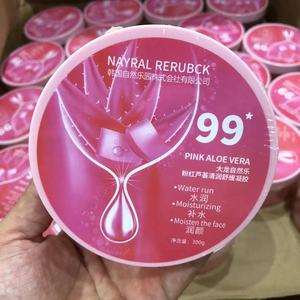 NAYRAL RERUBCK
韩国自然乐园株式会社有限公司
99*
PINK ALOE VERA
大龙自然乐
粉红芦荟清润舒缓凝胶
•Water run
水润
•Moisturizing
补水
•Moisten the face
润颜
净含量：300g